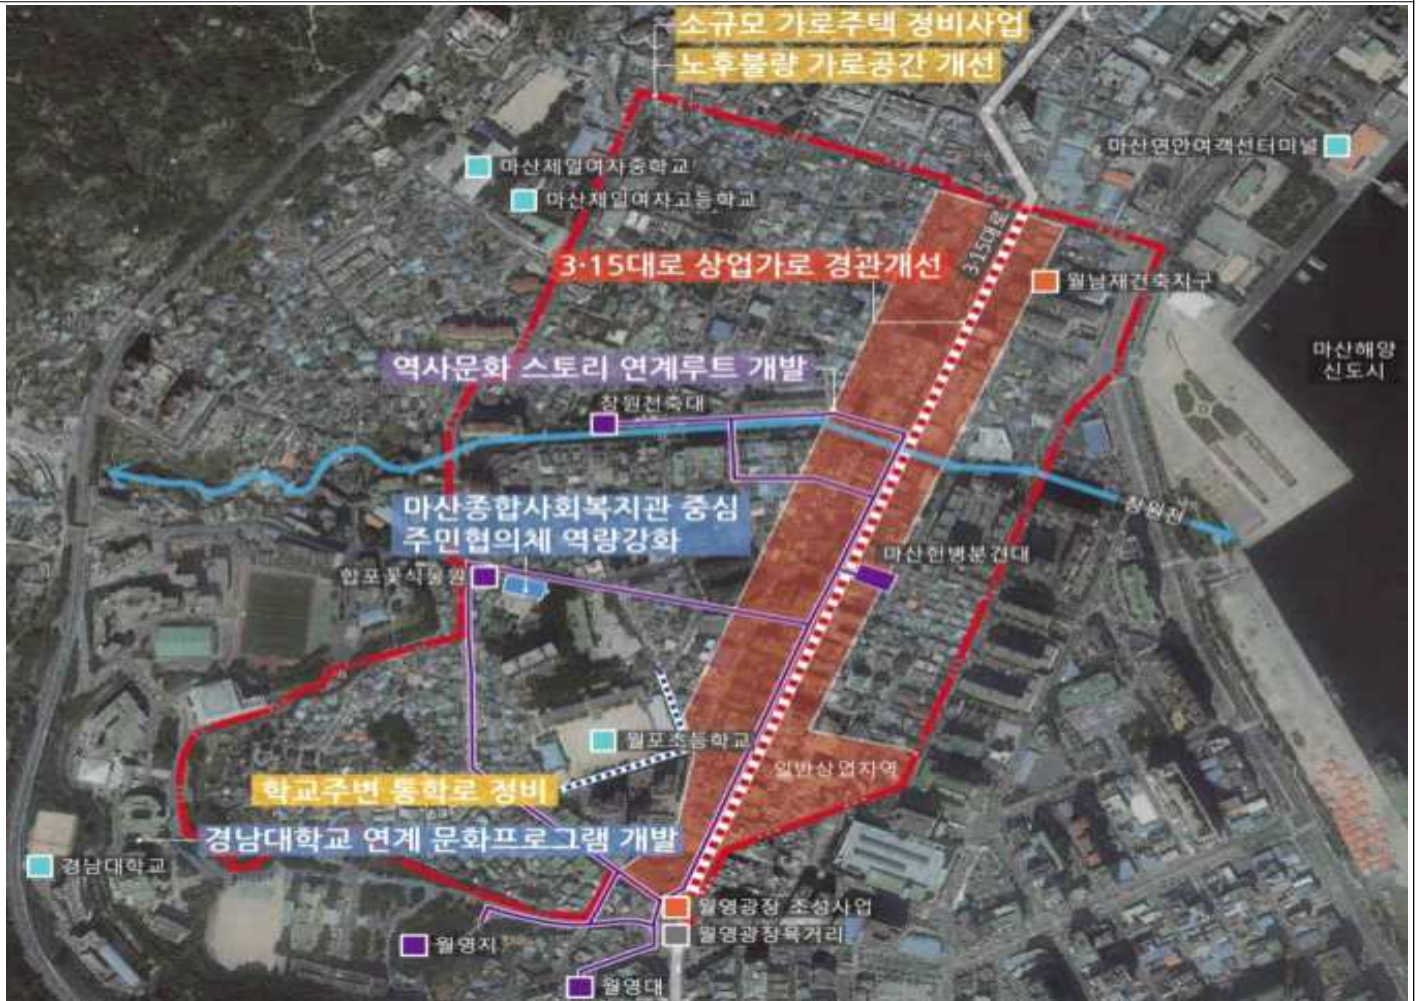 소규모 가로주택 정비사업
노후불량 가로공간 개선
마산연안여객선터미널
마산제일여자중학교
마산제일여자고등학교
3·15대로
3·15대로 상업가로 경관개선
월남재건축지구
마산해양
신도시
역사문화 스토리 연계루트 개발
창원천축대
마산종합사회복지관 중심
주민협의체 역량강화
창원천
마산헌병분견대
합포꽃식물원
월포초등학교
일반상업지역
학교주변 통학로 정비
경남대학교 연계 문화프로그램 개발
경남대학교
월영광장 조성사업
월영광장육거리
월영지
월영대